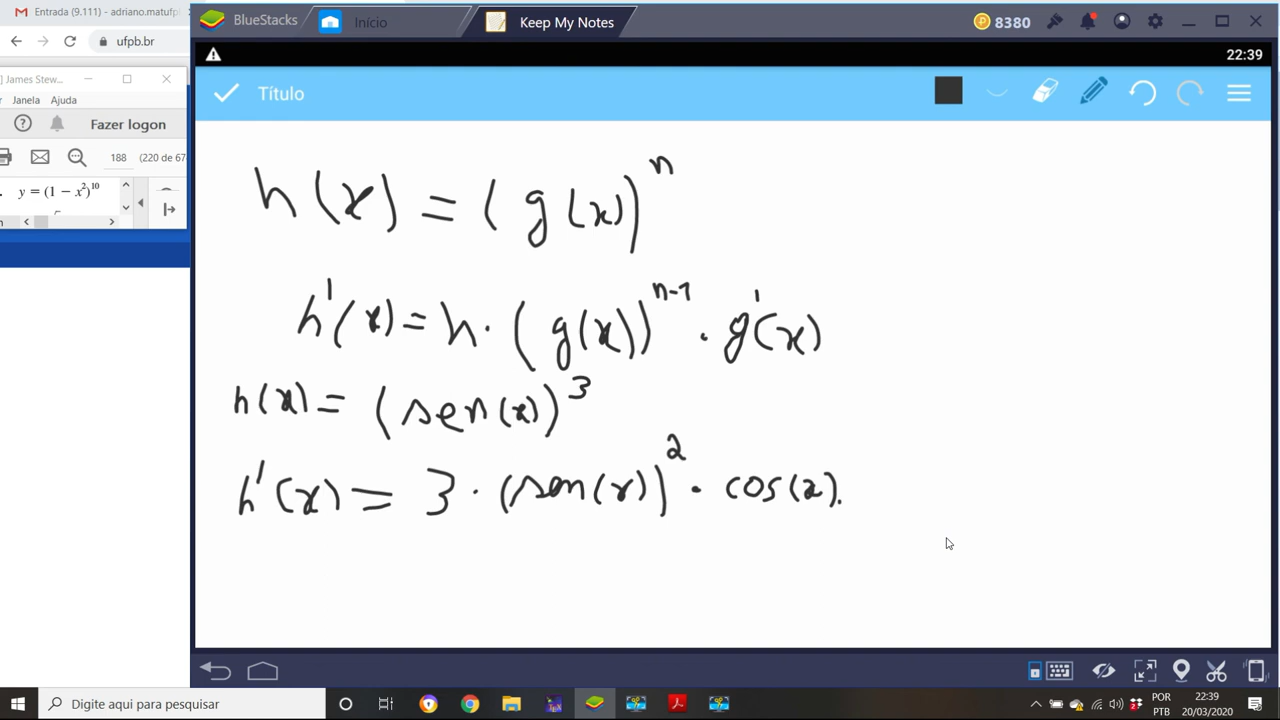 Entrada (9.111) - adriano.matufp
ufpb.br
James Stew...
Janela Ajuda
Fazer logon
188 (220 de 67
y = (1 − x²)¹⁰
BlueStacks
Início
Keep My Notes
8380
22:39
Título
h(x) = (g(x))ⁿ
h'(x) = n · (g(x))ⁿ⁻¹ · g'(x)
h(x) = (sen(x))³
h'(x) = 3 · (sen(x))² · cos(x).
Digite aqui para pesquisar
POR
PTB
22:39
20/03/2020